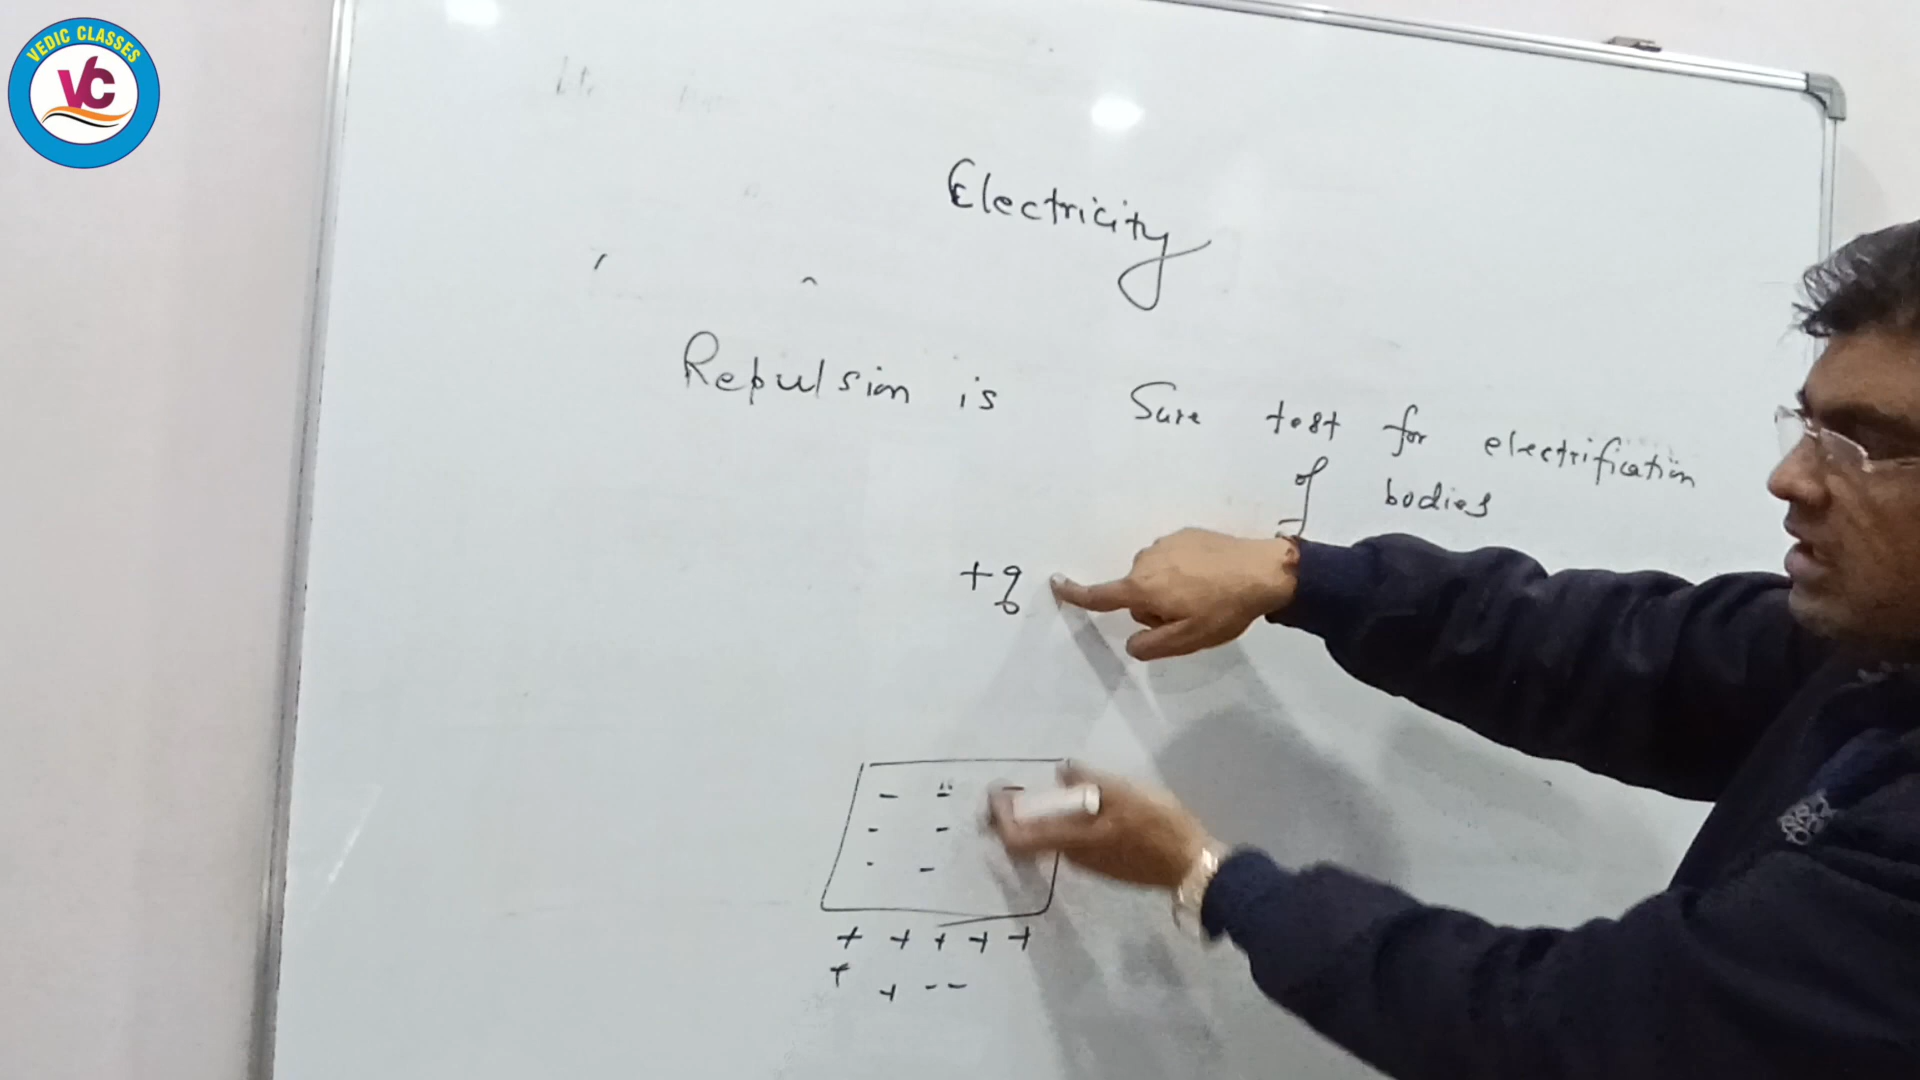 VEDIC CLASSES
VC
Electricity
Repulsion is Sure test for electrification
of bodies
+q
- = -
- -
- -
+ + + + +
+ + - -